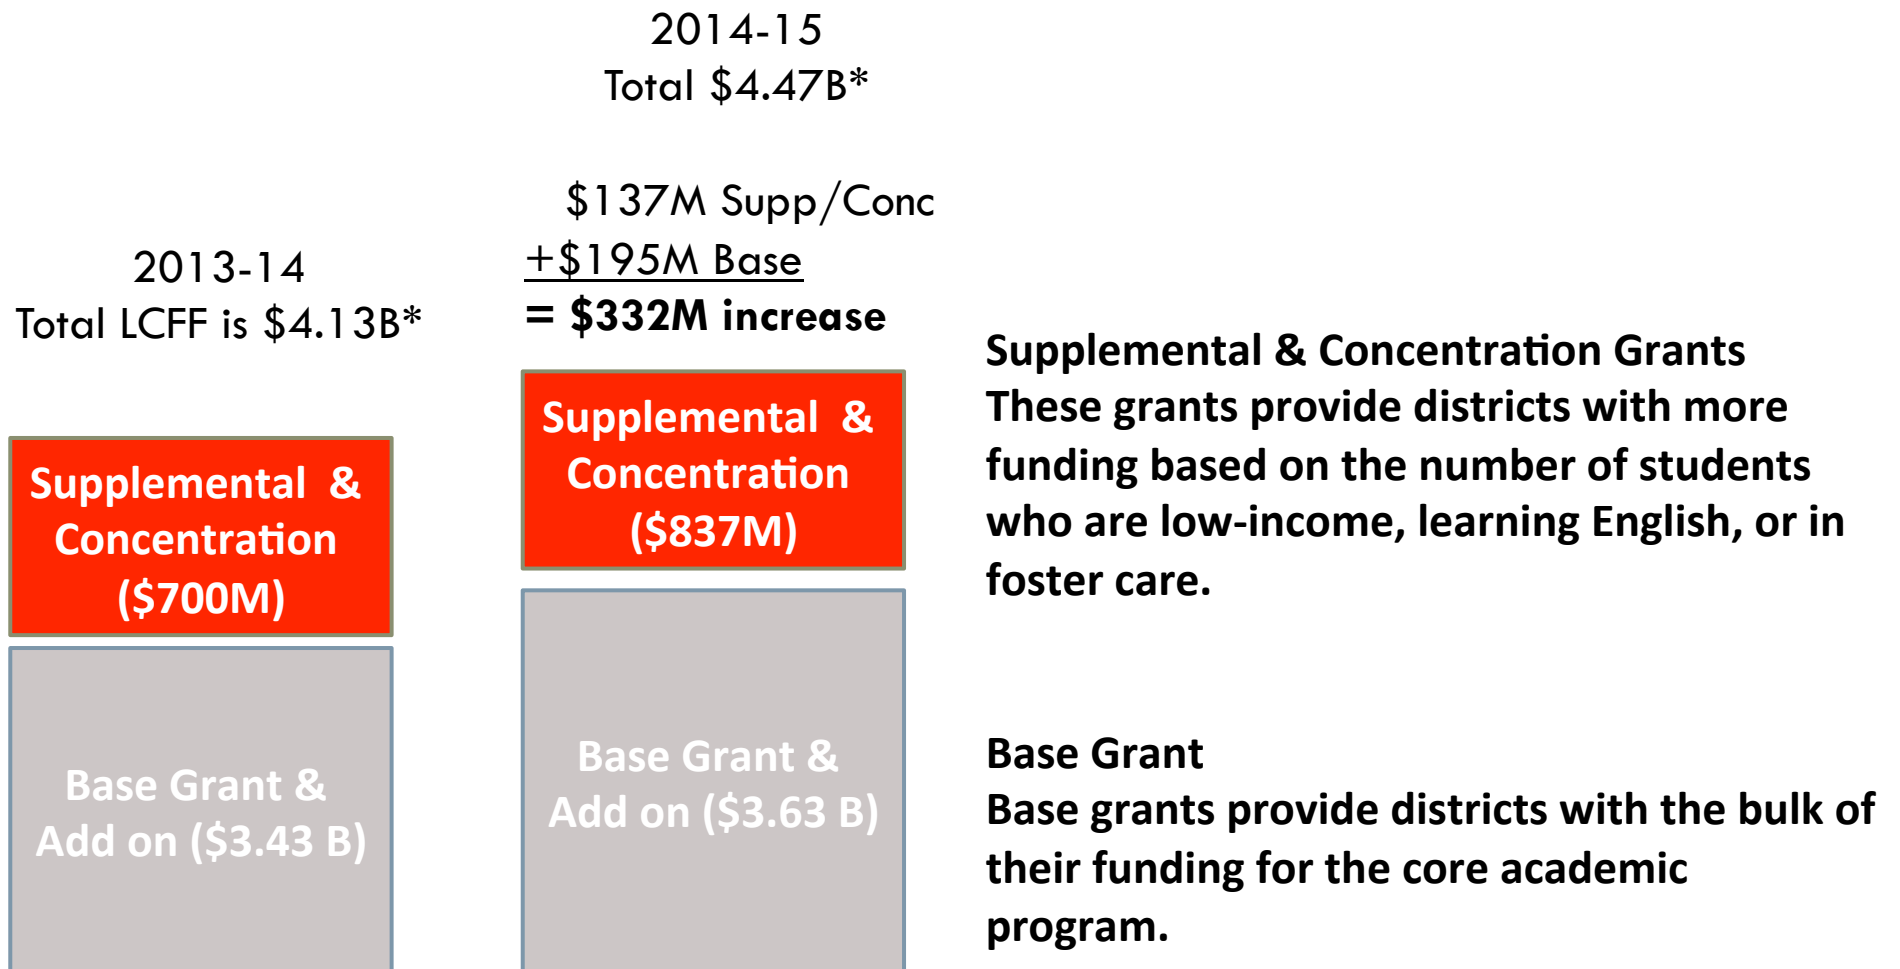 2014-15
Total $4.47B*
$137M Supp/Conc
+$195M Base
= $332M increase
2013-14
Total LCFF is $4.13B*
Supplemental &
Concentration
($837M)
Supplemental &
Concentration
($700M)
Supplemental & Concentration Grants
These grants provide districts with more
funding based on the number of students
who are low-income, learning English, or in
foster care.
Base Grant &
Add on ($3.43 B)
Base Grant &
Add on ($3.63 B)
Base Grant
Base grants provide districts with the bulk of
their funding for the core academic
program.